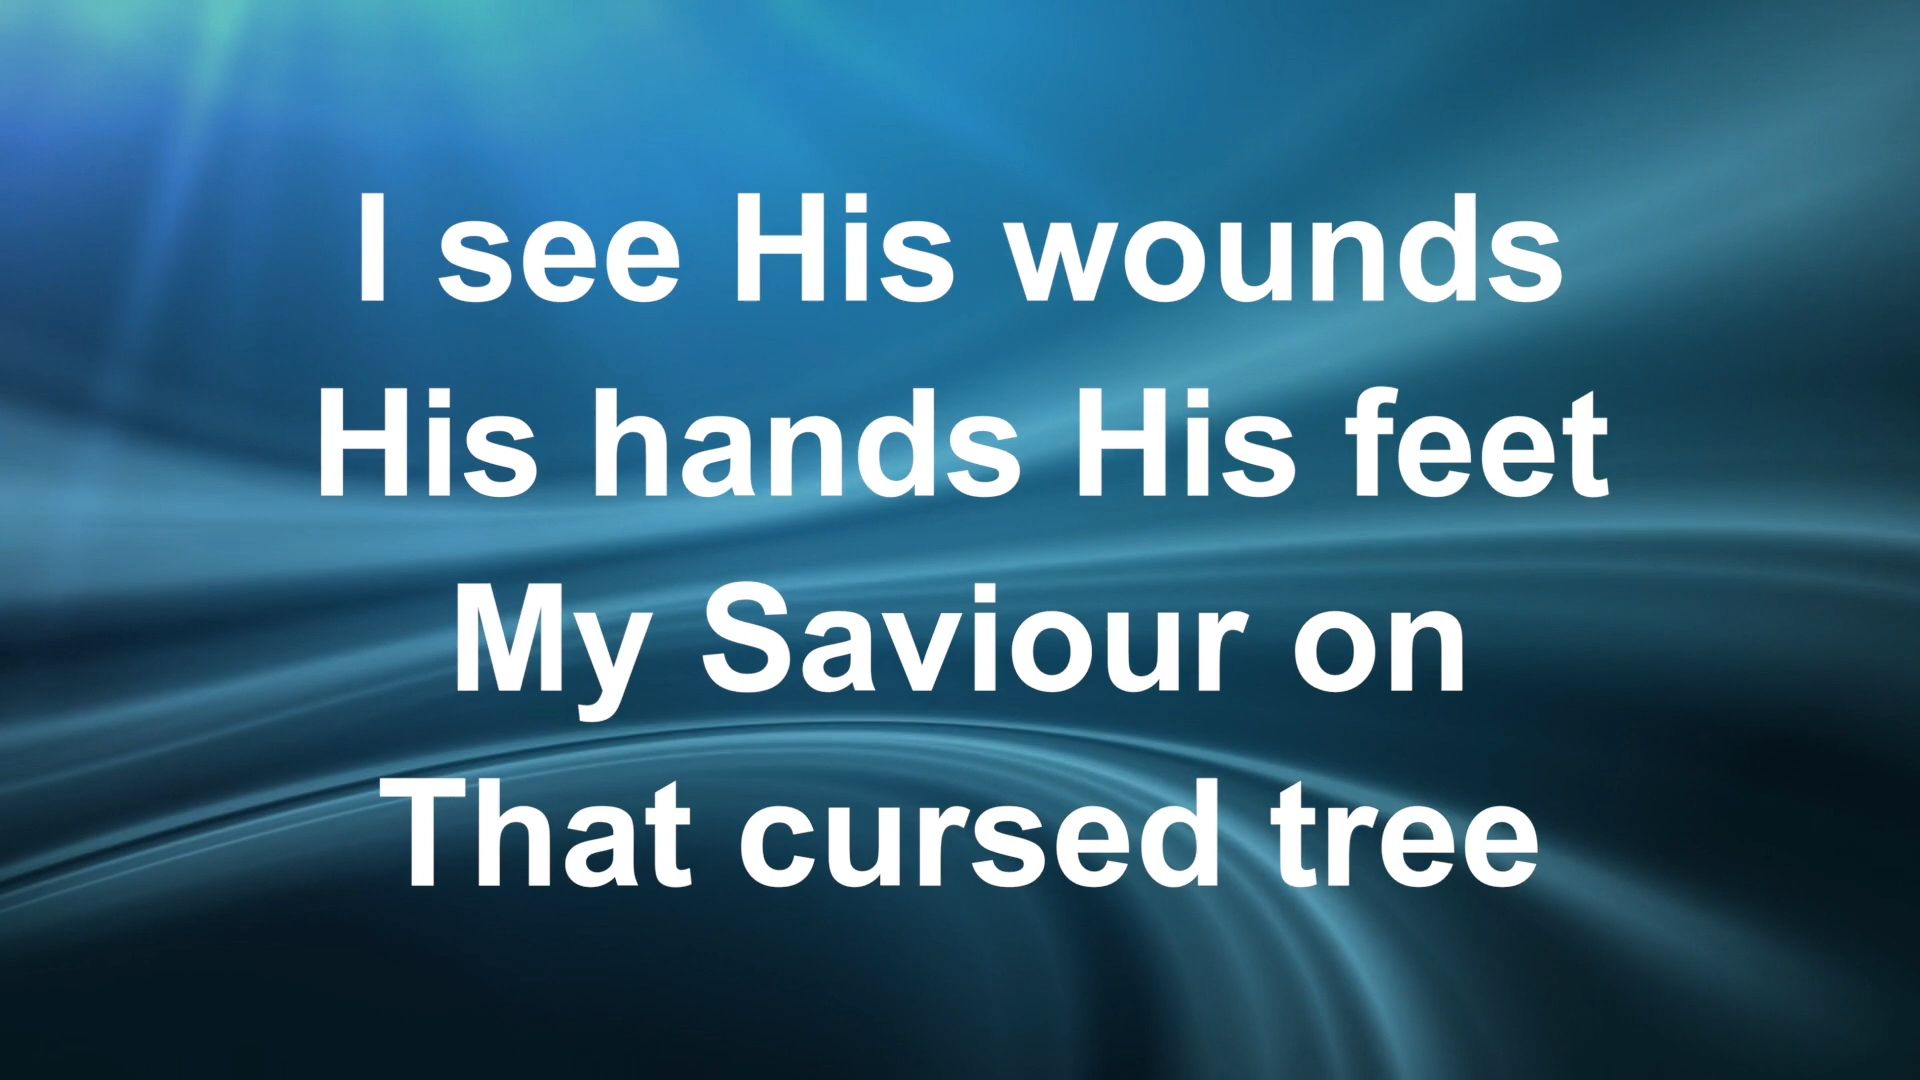 I see His wounds
His hands His feet
My Saviour on
That cursed tree